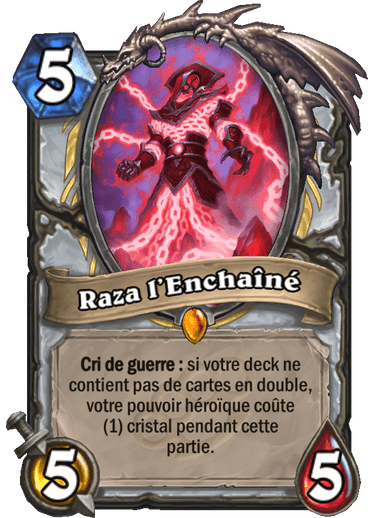 5
Raza l'Enchaîné
Cri de guerre : si votre deck ne
contient pas de cartes en double,
votre pouvoir héroïque coûte
(1) cristal pendant cette
partie.
5
5